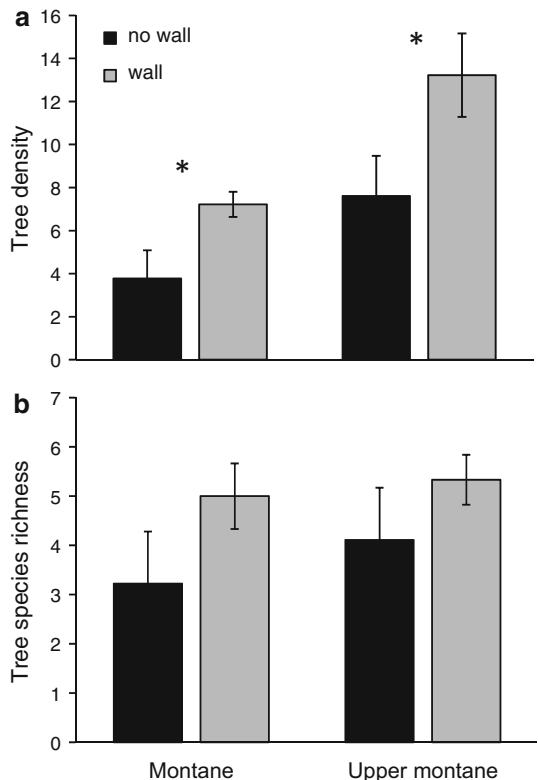 a
no wall
wall
Tree density
16
14
12
10
8
6
4
2
0
*
*
b
Tree species richness
7
6
5
4
3
2
1
0
Montane
Upper montane